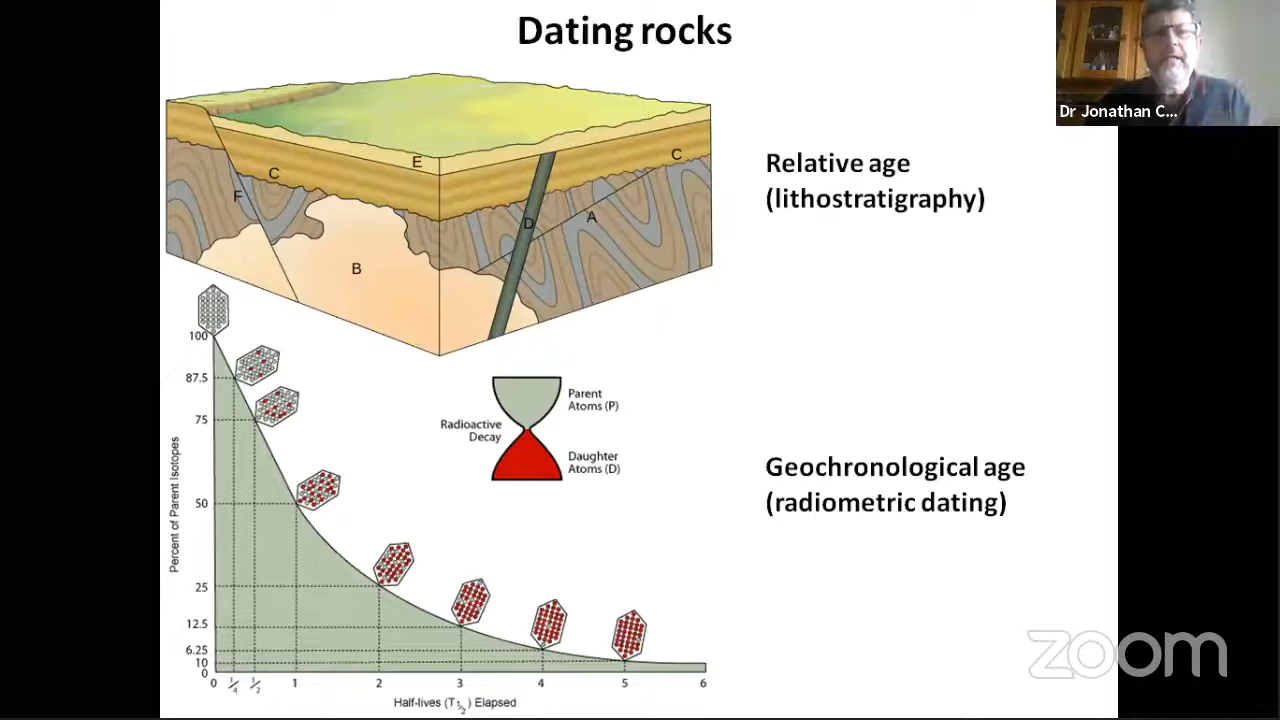 Dating rocks
Dr Jonathan C...
E
C
C
F
A
D
B
Relative age
(lithostratigraphy)
100
87.5
75
50
25
12.5
6.25
10
0
Percent of Parent Isotopes
0
1/4
1/2
1
2
3
4
5
6
Half-lives (T 1/2) Elapsed
Parent
Atoms (P)
Radioactive
Decay
Daughter
Atoms (D)
Geochronological age
(radiometric dating)
zoom